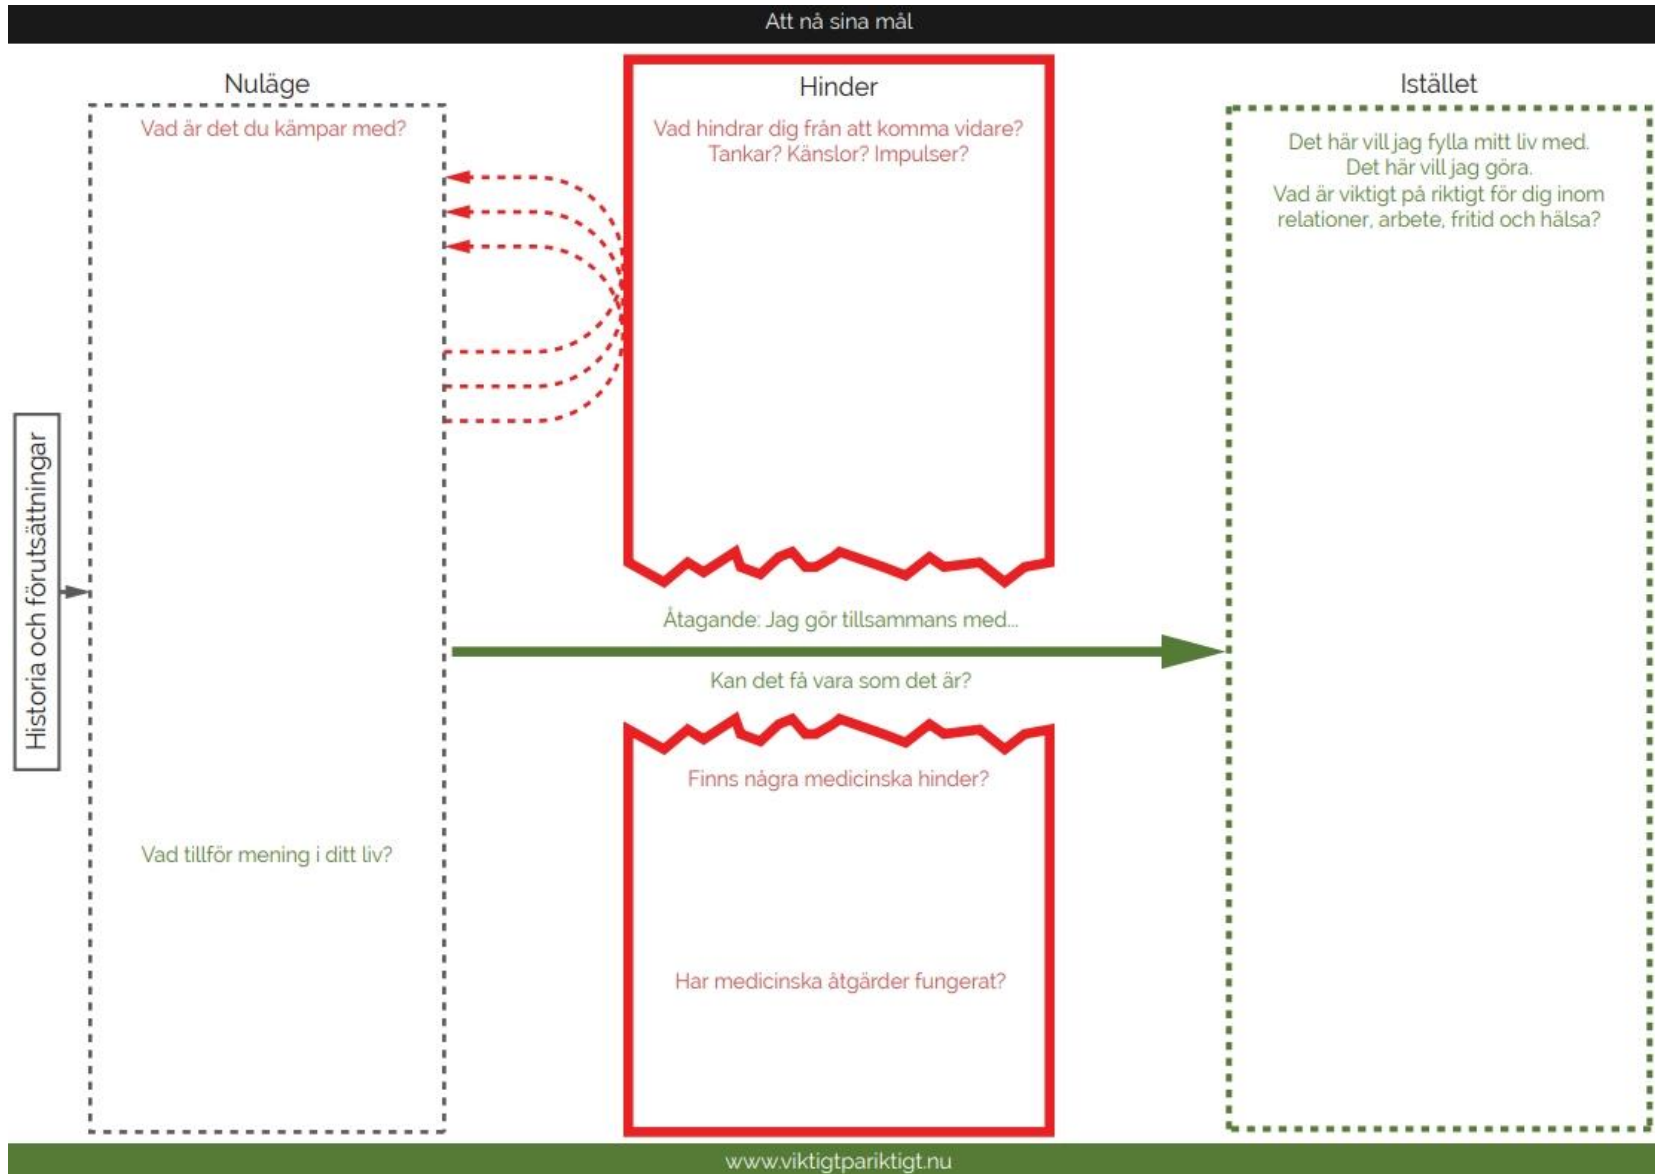 Att nå sina mål
Nuläge
Vad är det du kämpar med?
Historia och förutsättningar
Vad tillför mening i ditt liv?
Hinder
Vad hindrar dig från att komma vidare?
Tankar? Känslor? Impulser?
Åtagande: Jag gör tillsammans med...
Kan det få vara som det är?
Finns några medicinska hinder?
Har medicinska åtgärder fungerat?
Istället
Det här vill jag fylla mitt liv med.
Det här vill jag göra.
Vad är viktigt på riktigt för dig inom
relationer, arbete, fritid och hälsa?
www.viktigtpariktigt.nu